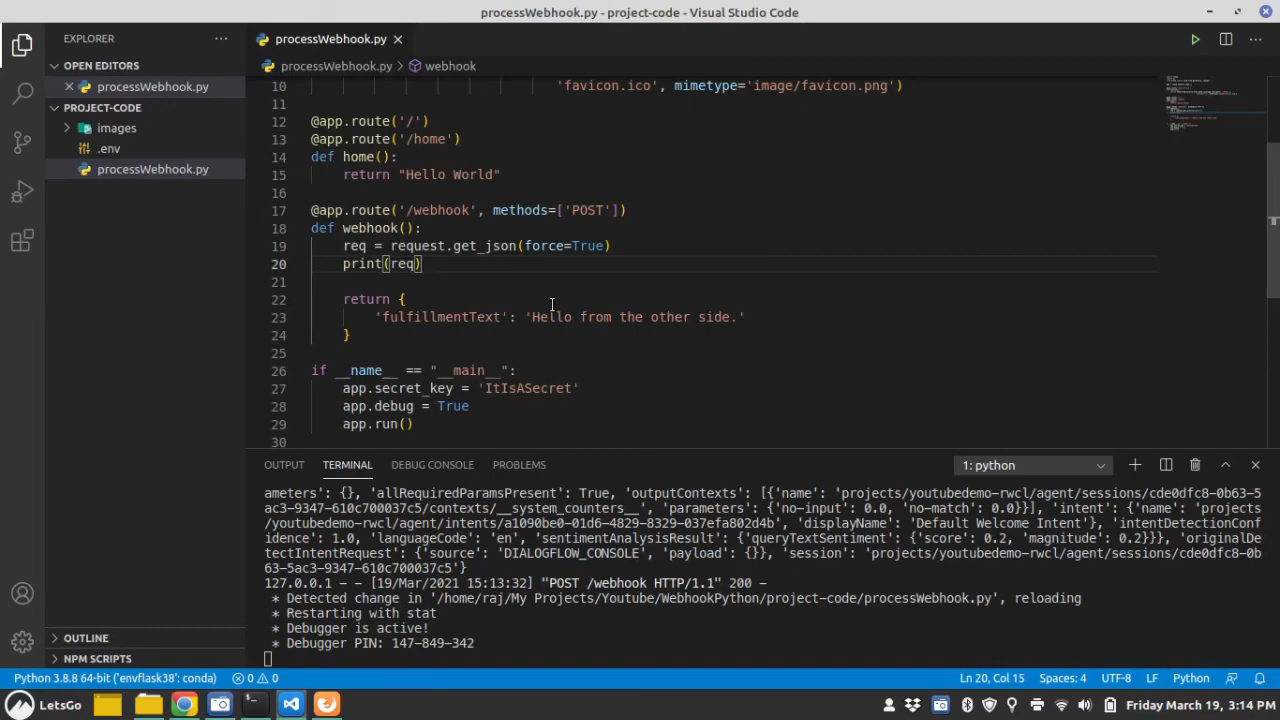 processWebhook.py - project-code - Visual Studio Code
EXPLORER
OPEN EDITORS
processWebhook.py
PROJECT-CODE
images
.env
processWebhook.py
OUTLINE
NPM SCRIPTS
processWebhook.py
processWebhook.py > webhook
10 'favicon.ico', mimetype='image/favicon.png')
11
12 @app.route('/')
13 @app.route('/home')
14 def home():
15 return "Hello World"
16
17 @app.route('/webhook', methods=['POST'])
18 def webhook():
19 req = request.get_json(force=True)
20 print(req)
21
22 return {
23 'fulfillmentText': 'Hello from the other side.'
24 }
25
26 if __name__ == "__main__":
27 app.secret_key = 'ItIsASecret'
28 app.debug = True
29 app.run()
30
OUTPUT TERMINAL DEBUG CONSOLE PROBLEMS 1: python
ameters': {}, 'allRequiredParamsPresent': True, 'outputContexts': [{'name': 'projects/youtubedemo-rwcl/agent/sessions/cde0dfc8-0b63-5
ac3-9347-610c700037c5/contexts/__system_counters__', 'parameters': {'no-input': 0.0, 'no-match': 0.0}}], 'intent': {'name': 'projects
/youtubedemo-rwcl/agent/intents/a1090be0-01d6-4829-8329-037efa802d4b', 'displayName': 'Default Welcome Intent'}, 'intentDetectionConf
idence': 1.0, 'languageCode': 'en', 'sentimentAnalysisResult': {'queryTextSentiment': {'score': 0.2, 'magnitude': 0.2}}}, 'originalDe
tectIntentRequest': {'source': 'DIALOGFLOW_CONSOLE', 'payload': {}}, 'session': 'projects/youtubedemo-rwcl/agent/sessions/cde0dfc8-0b
63-5ac3-9347-610c700037c5'}
127.0.0.1 - - [19/Mar/2021 15:13:32] "POST /webhook HTTP/1.1" 200 -
* Detected change in '/home/raj/My Projects/Youtube/WebhookPython/project-code/processWebhook.py', reloading
* Restarting with stat
* Debugger is active!
* Debugger PIN: 147-849-342
Python 3.8.8 64-bit ('envflask38': conda) 0 0 Ln 20, Col 15 Spaces: 4 UTF-8 LF Python
LetsGo Friday March 19, 3:14 PM